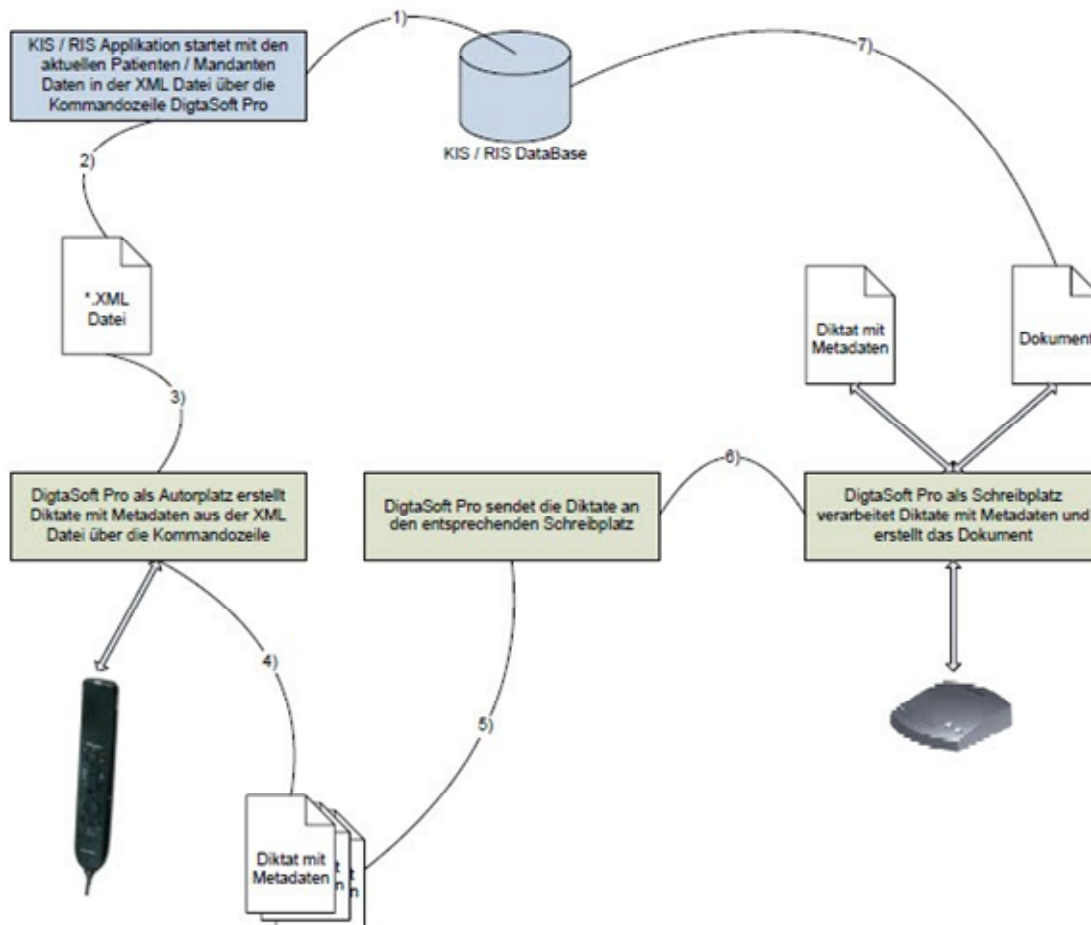 1)
KIS / RIS Applikation startet mit den
aktuellen Patienten / Mandanten
Daten in der XML Datei über die
Kommandozeile DigtaSoft Pro
7)
KIS / RIS DataBase
2)
*.XML
Datei
Diktat mit
Metadaten
Dokument
3)
6)
DigtaSoft Pro als Autorplatz erstellt
Diktate mit Metadaten aus der XML
Datei über die Kommandozeile
DigtaSoft Pro sendet die Diktate an
den entsprechenden Schreibplatz
DigtaSoft Pro als Schreibplatz
verarbeitet Diktate mit Metadaten und
erstellt das Dokument
4)
5)
Diktat mit
Metadaten
t
n
t
en